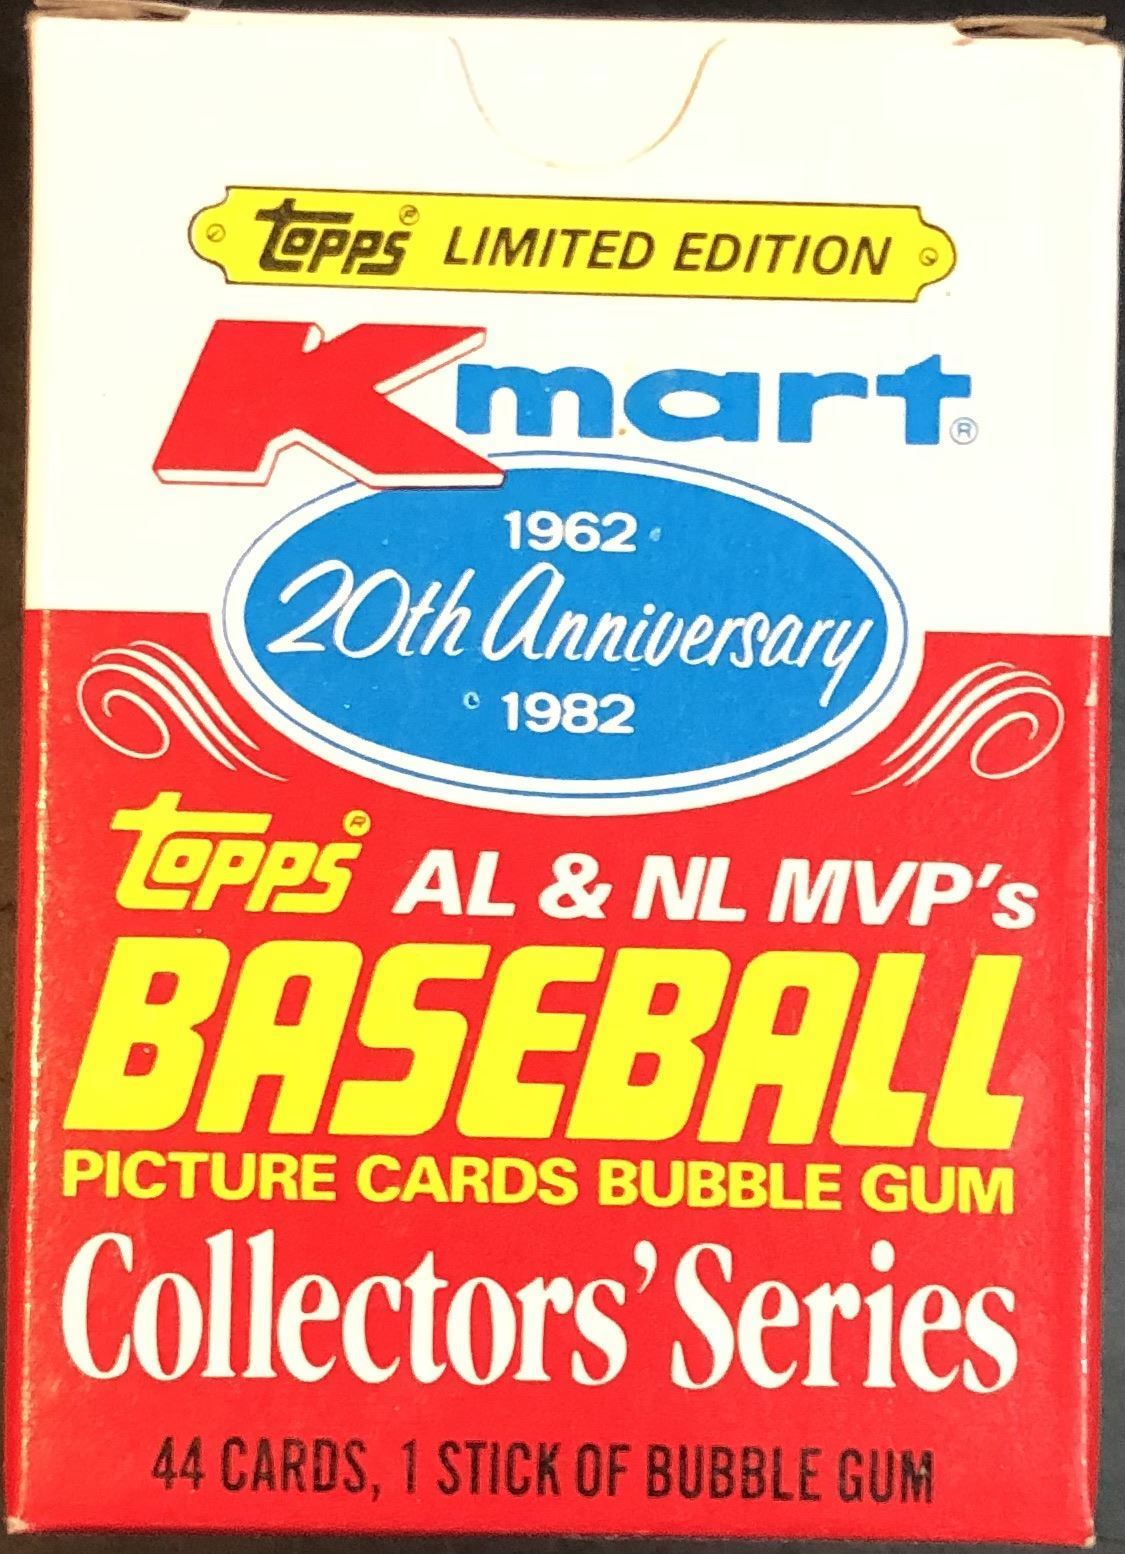 topps® LIMITED EDITION
Kmart®
1962
20th Anniversary
1982
topps® AL & NL MVP's
BASEBALL
PICTURE CARDS BUBBLE GUM
Collectors' Series
44 CARDS, 1 STICK OF BUBBLE GUM